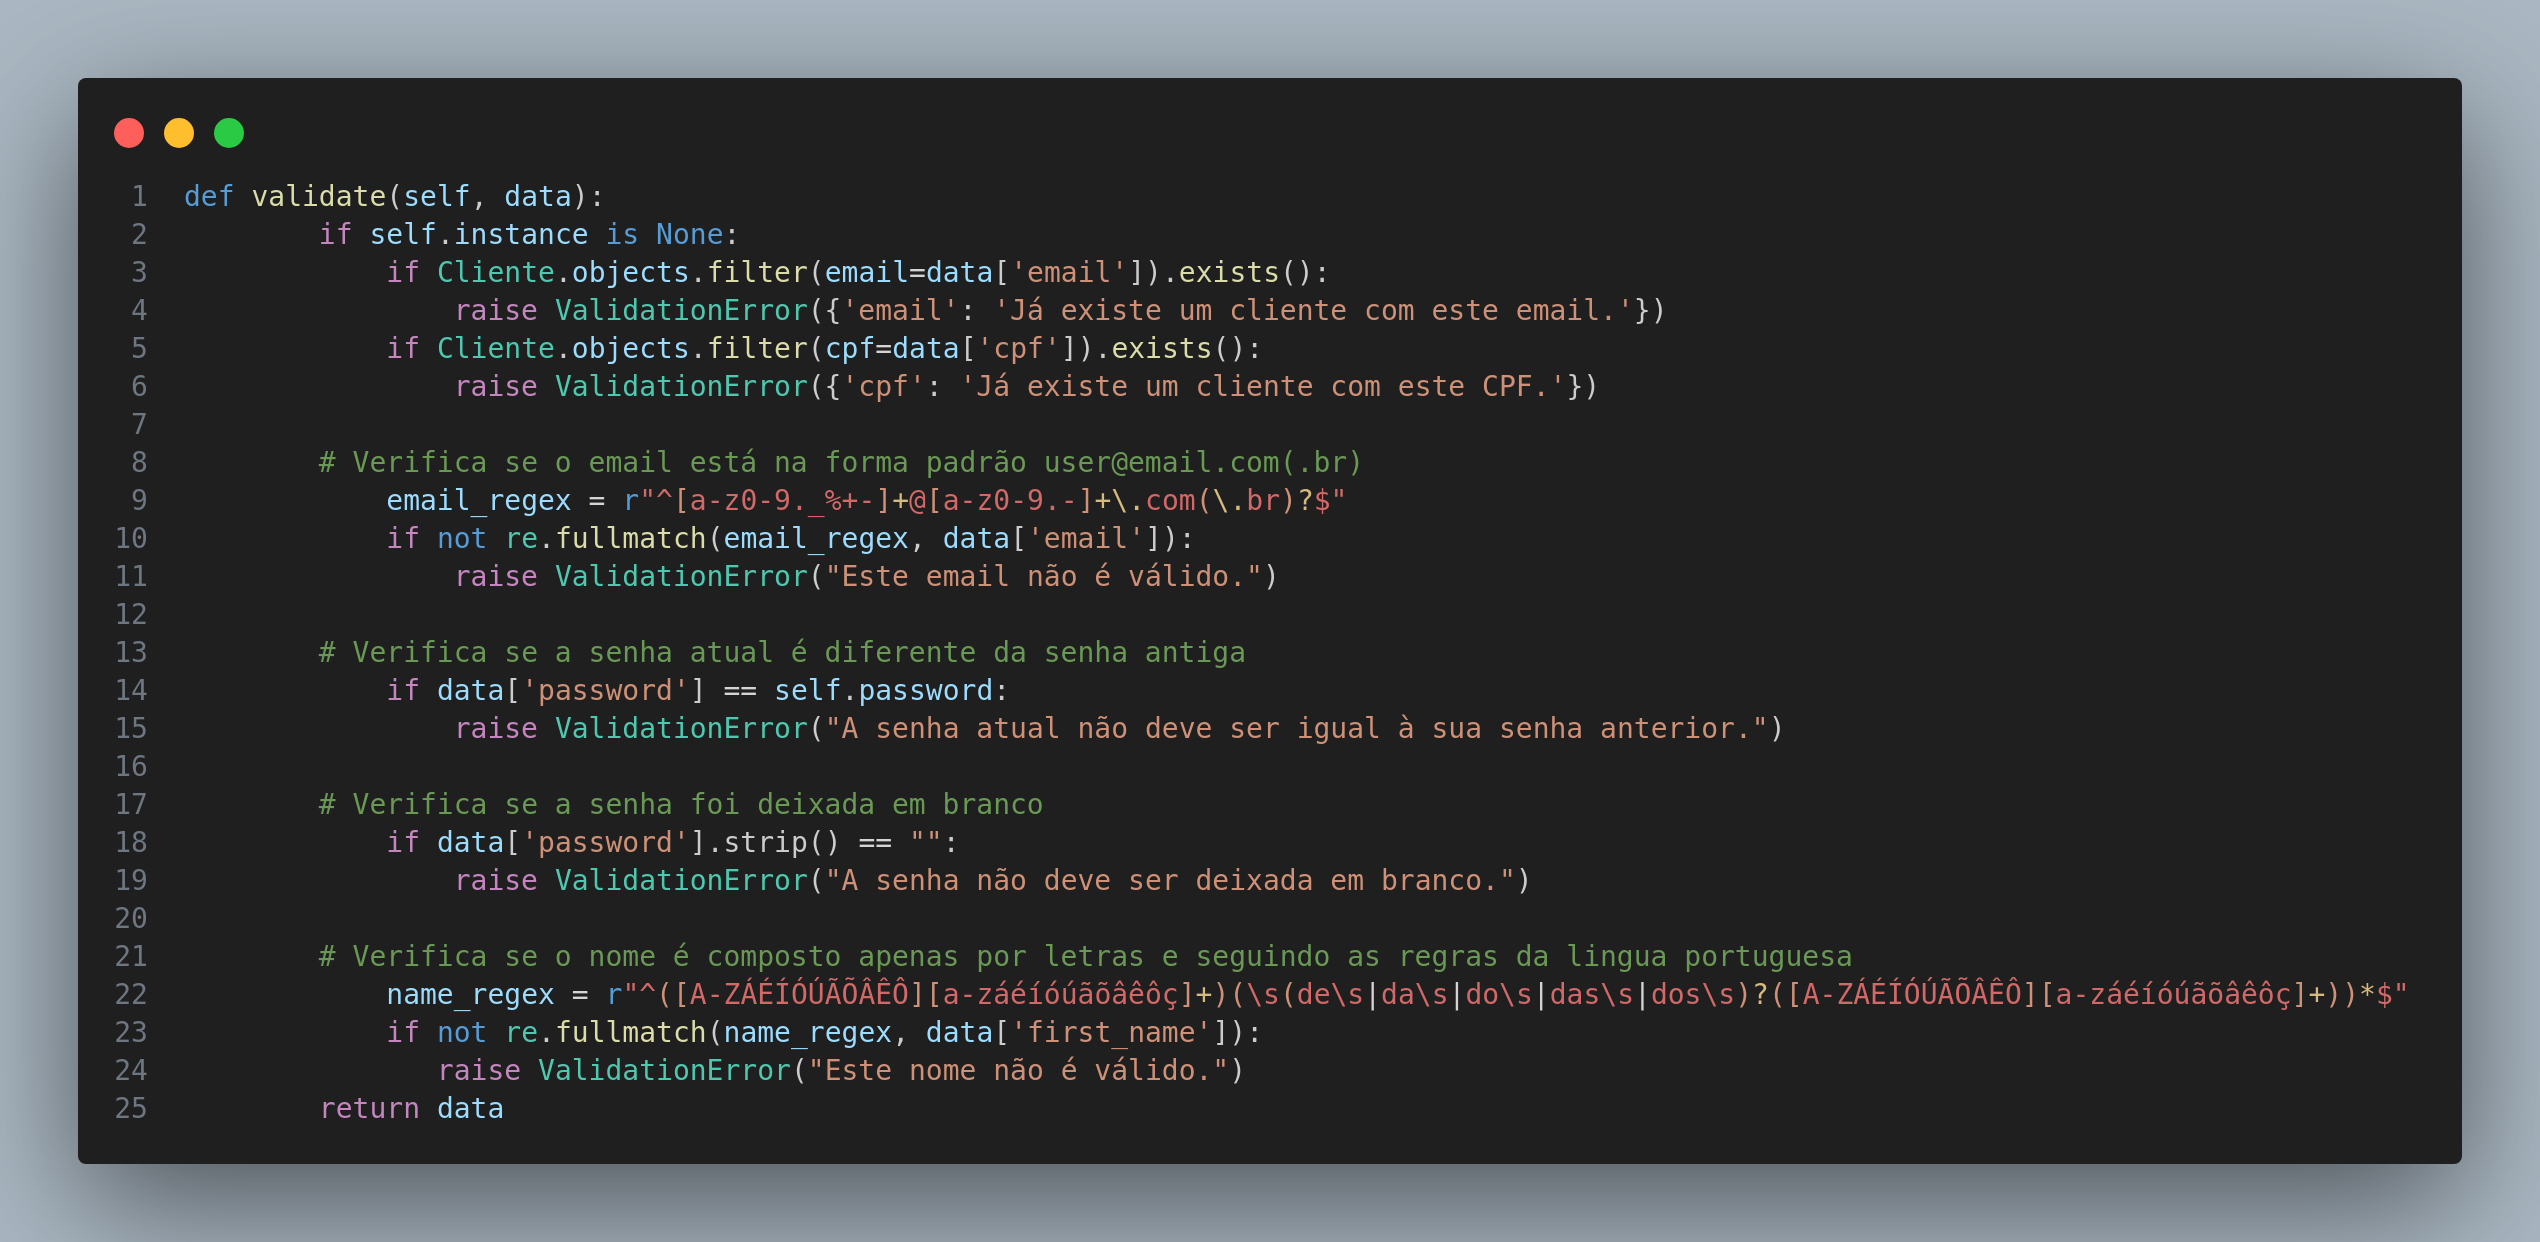 1 def validate(self, data):
2         if self.instance is None:
3             if Cliente.objects.filter(email=data['email']).exists():
4                 raise ValidationError({'email': 'Já existe um cliente com este email.'})
5             if Cliente.objects.filter(cpf=data['cpf']).exists():
6                 raise ValidationError({'cpf': 'Já existe um cliente com este CPF.'})
7
8         # Verifica se o email está na forma padrão user@email.com(.br)
9             email_regex = r"^[a-z0-9._%+-]+@[a-z0-9.-]+\.com(\.br)?$"
10             if not re.fullmatch(email_regex, data['email']):
11                 raise ValidationError("Este email não é válido.")
12
13         # Verifica se a senha atual é diferente da senha antiga
14             if data['password'] == self.password:
15                 raise ValidationError("A senha atual não deve ser igual à sua senha anterior.")
16
17         # Verifica se a senha foi deixada em branco
18             if data['password'].strip() == "":
19                 raise ValidationError("A senha não deve ser deixada em branco.")
20
21         # Verifica se o nome é composto apenas por letras e seguindo as regras da lingua portuguesa
22             name_regex = r"^([A-ZÁÉÍÓÚÃÕÂÊÔ][a-záéíóúãõâêôç]+)(\s(de\s|da\s|do\s|das\s|dos\s)?([A-ZÁÉÍÓÚÃÕÂÊÔ][a-záéíóúãõâêôç]+))*$"
23             if not re.fullmatch(name_regex, data['first_name']):
24                raise ValidationError("Este nome não é válido.")
25         return data